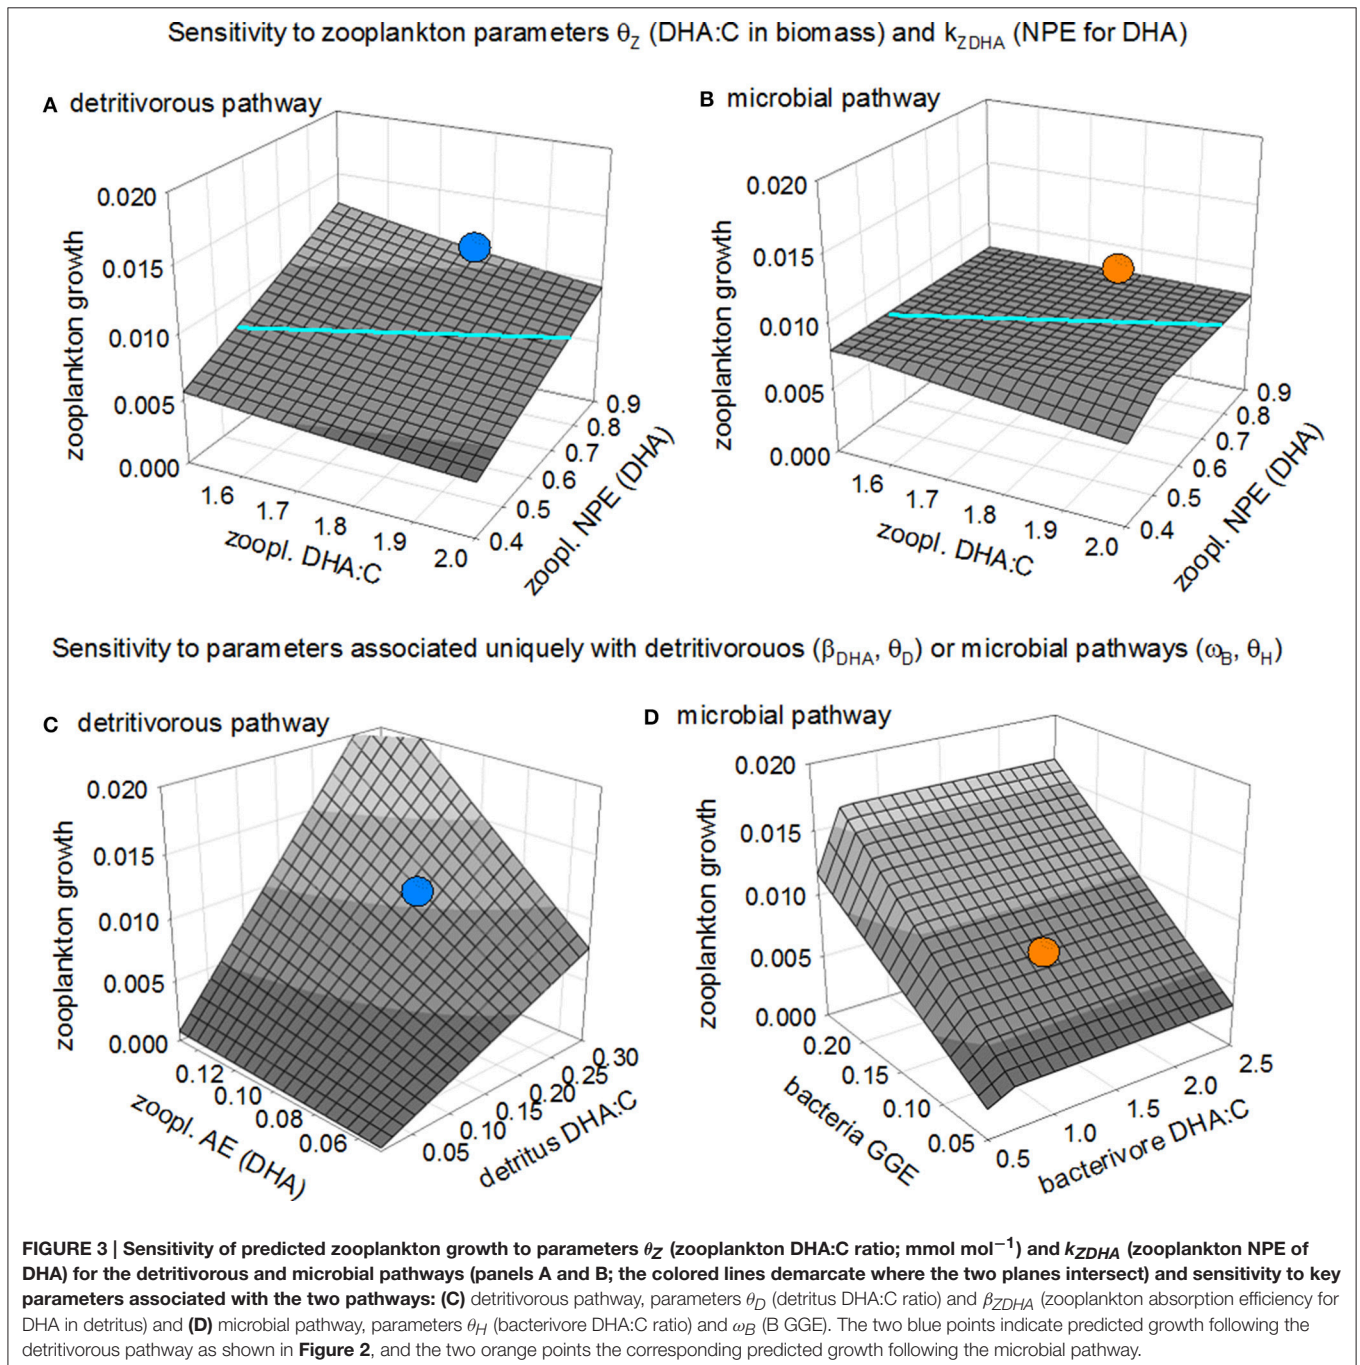 Sensitivity to zooplankton parameters θZ (DHA:C in biomass) and kZDHA (NPE for DHA)
A detritivorous pathway
B microbial pathway
0.020
0.015
0.010
0.005
0.000
zooplankton growth
1.6
1.7
1.8
1.9
2.0
zoopl. DHA:C
0.4
0.5
0.6
0.7
0.8
0.9
zoopl. NPE (DHA)
0.020
0.015
0.010
0.005
0.000
zooplankton growth
1.6
1.7
1.8
1.9
2.0
zoopl. DHA:C
0.4
0.5
0.6
0.7
0.8
0.9
zoopl. NPE (DHA)
Sensitivity to parameters associated uniquely with detritivorouos (βDHA, θD) or microbial pathways (ωB, θH)
C detritivorous pathway
D microbial pathway
0.020
0.015
0.010
0.005
0.000
zooplankton growth
0.12
0.10
0.08
0.06
zoopl. AE (DHA)
0.05
0.10
0.15
0.20
0.25
0.30
detritus DHA:C
0.020
0.015
0.010
0.005
0.000
zooplankton growth
0.20
0.15
0.10
0.05
bacteria GGE
0.5
1.0
1.5
2.0
2.5
bacterivore DHA:C
FIGURE 3 | Sensitivity of predicted zooplankton growth to parameters θZ (zooplankton DHA:C ratio; mmol mol−1) and kZDHA (zooplankton NPE of
DHA) for the detritivorous and microbial pathways (panels A and B; the colored lines demarcate where the two planes intersect) and sensitivity to key
parameters associated with the two pathways: (C) detritivorous pathway, parameters θD (detritus DHA:C ratio) and βZDHA (zooplankton absorption efficiency for
DHA in detritus) and (D) microbial pathway, parameters θH (bacterivore DHA:C ratio) and ωB (B GGE). The two blue points indicate predicted growth following the
detritivorous pathway as shown in Figure 2, and the two orange points the corresponding predicted growth following the microbial pathway.